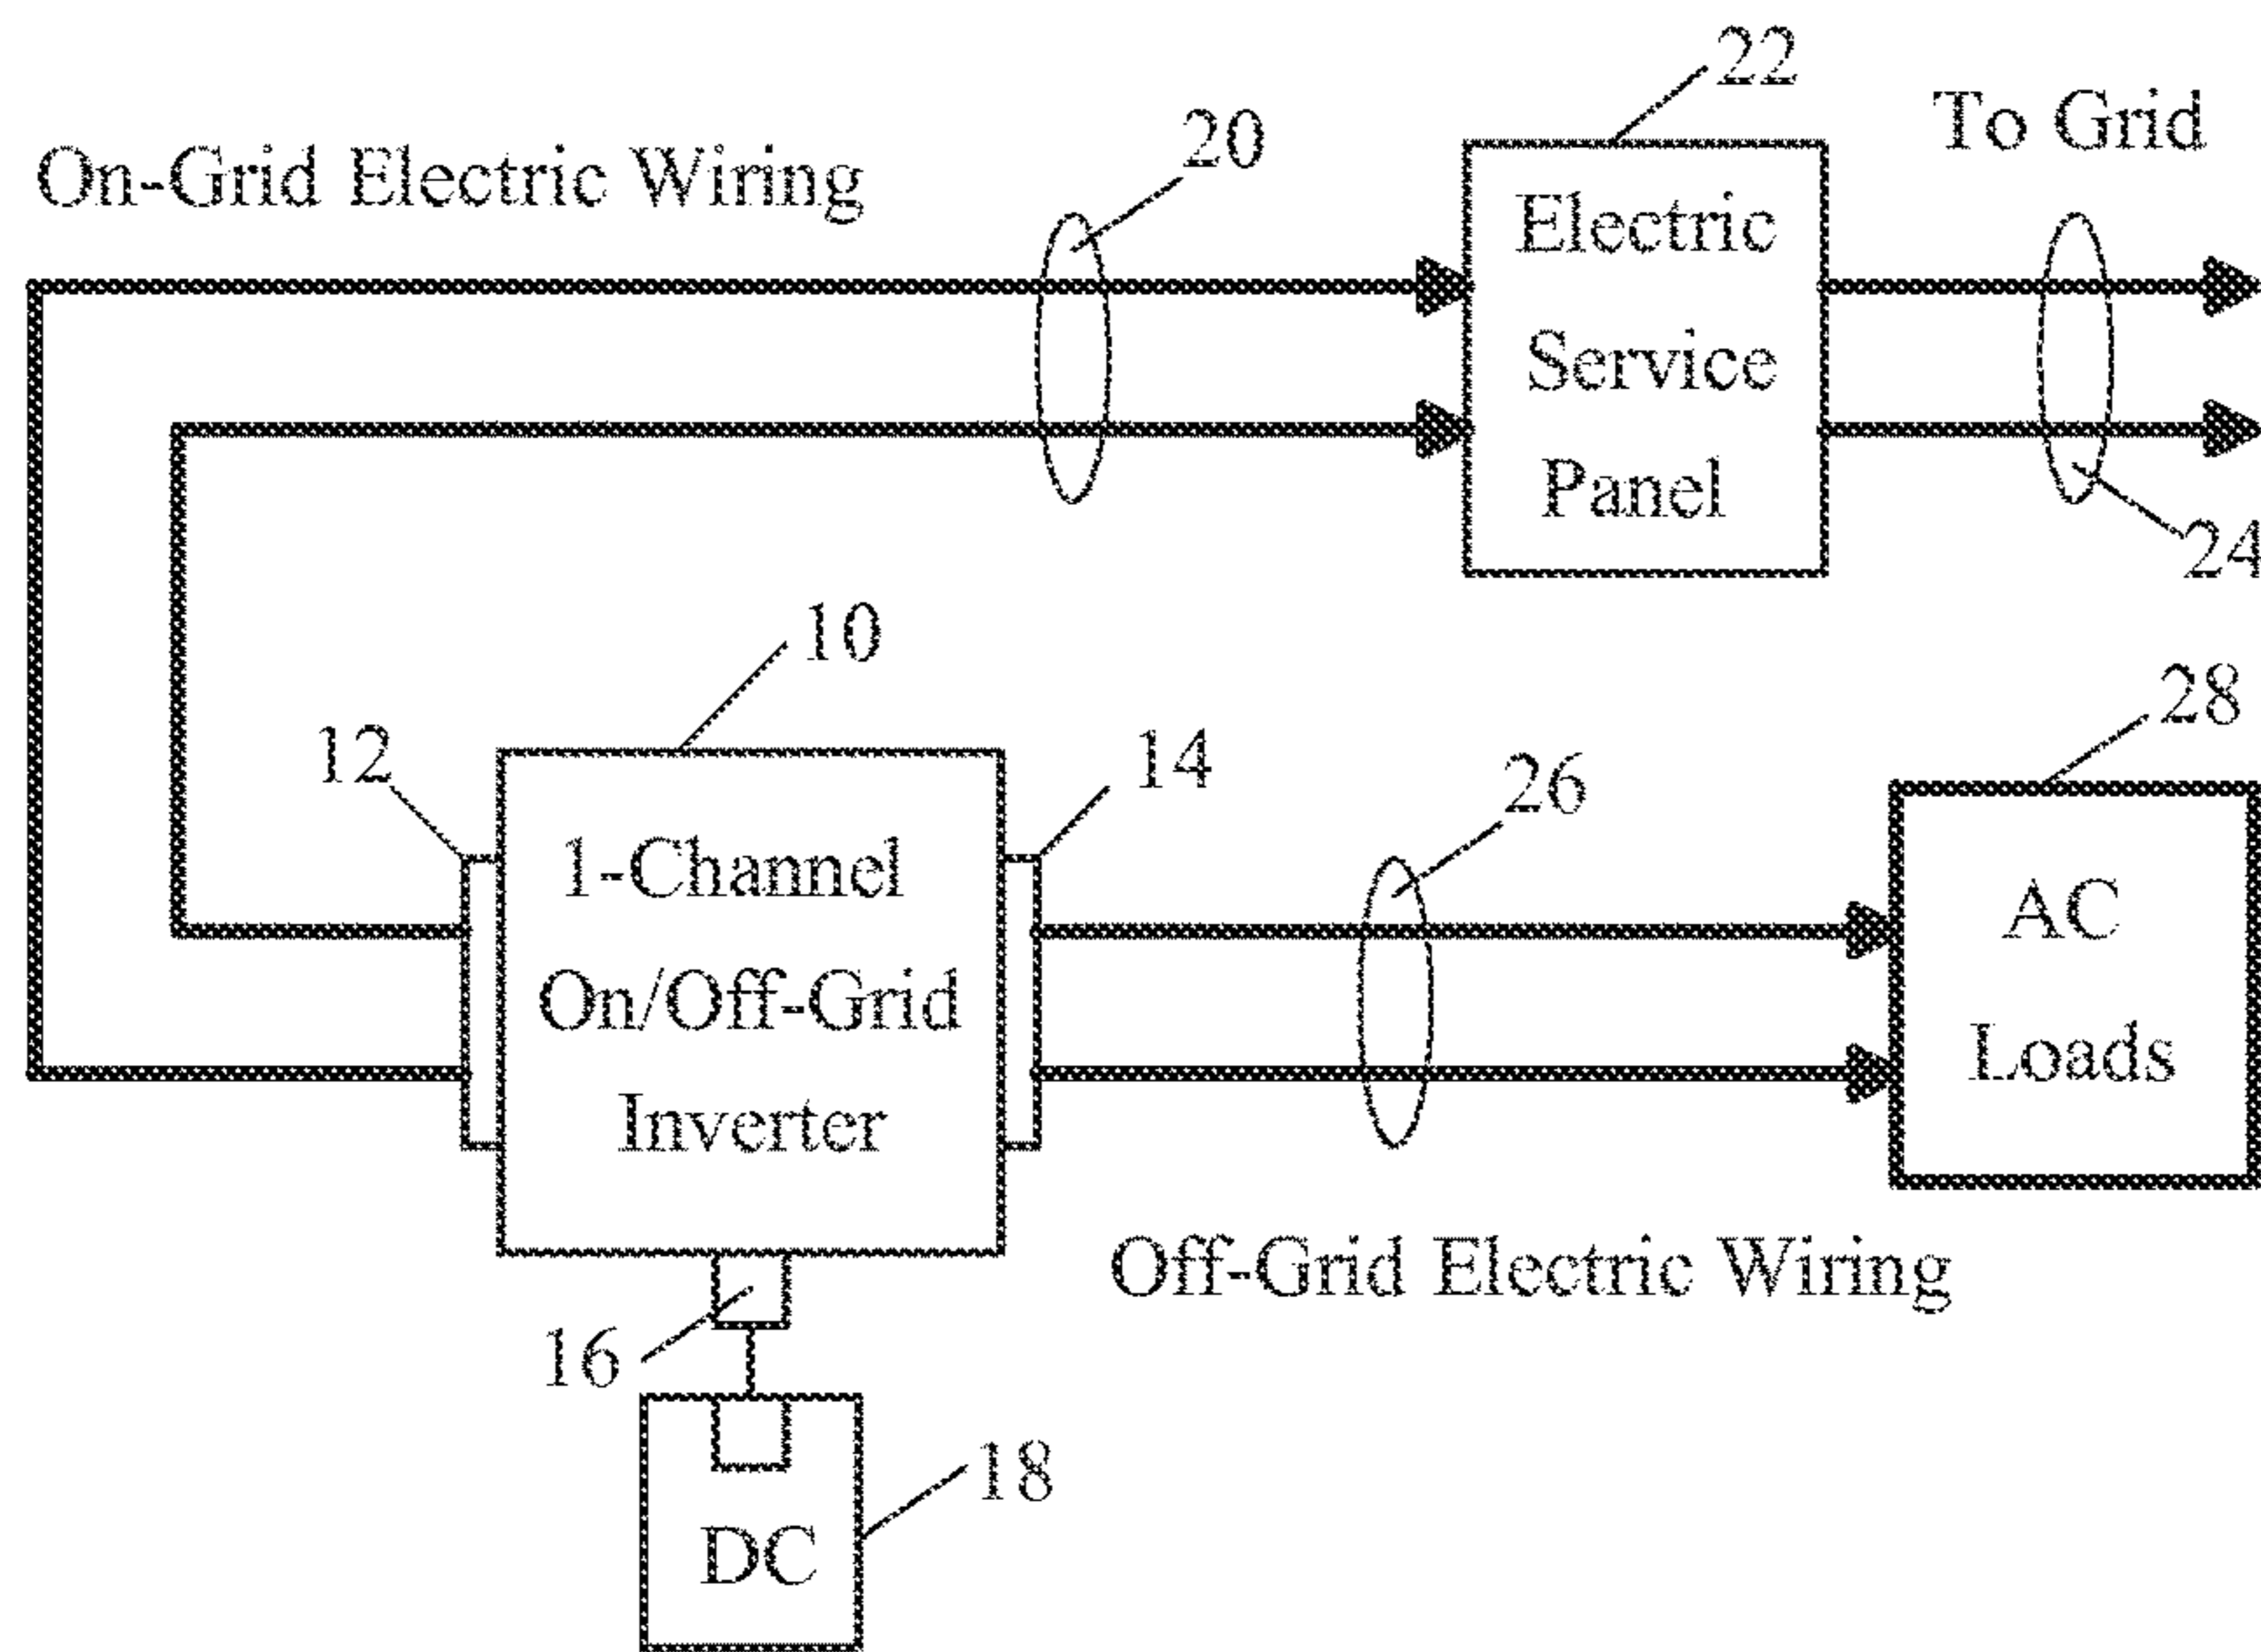 22
To Grid
20
On-Grid Electric Wiring
Electric
Service
Panel
24
10
28
12
14
26
1-Channel
On/Off-Grid
Inverter
AC
Loads
Off-Grid Electric Wiring
16
18
DC